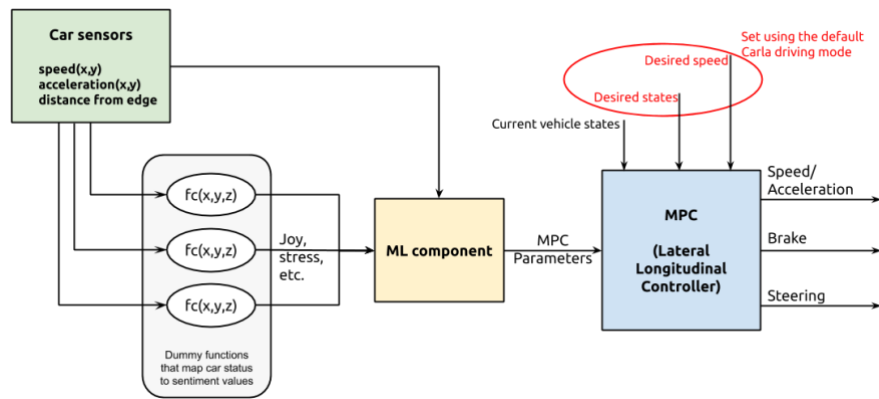 Car sensors
speed(x,y)
acceleration(x,y)
distance from edge
fc(x,y,z)
fc(x,y,z)
fc(x,y,z)
Dummy functions
that map car status
to sentiment values
Joy,
stress,
etc.
ML component
MPC
Parameters
Set using the default
Carla driving mode
Desired speed
Desired states
Current vehicle states
MPC
(Lateral
Longitudinal
Controller)
Speed/
Acceleration
Brake
Steering